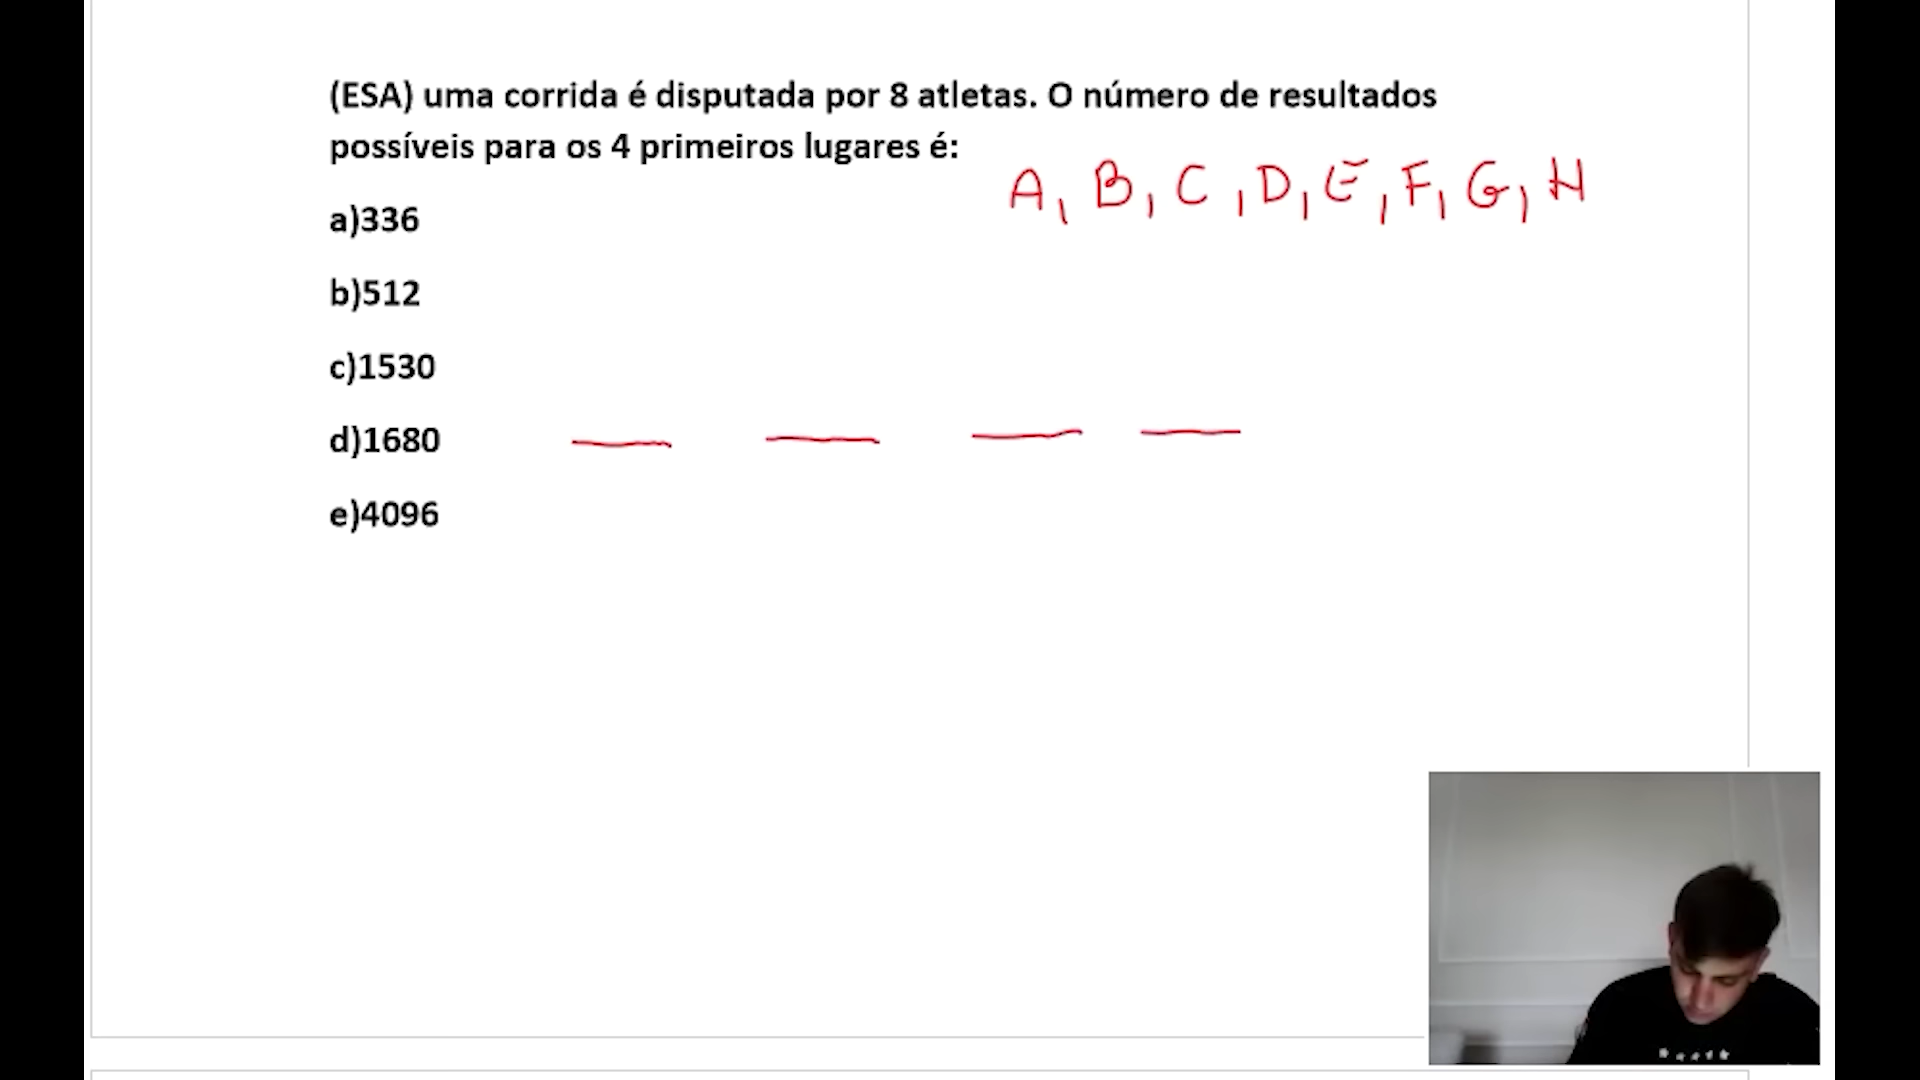 (ESA) uma corrida é disputada por 8 atletas. O número de resultados
possíveis para os 4 primeiros lugares é:
A, B, C, D, E, F, G, H
a)336
b)512
c)1530
d)1680
e)4096